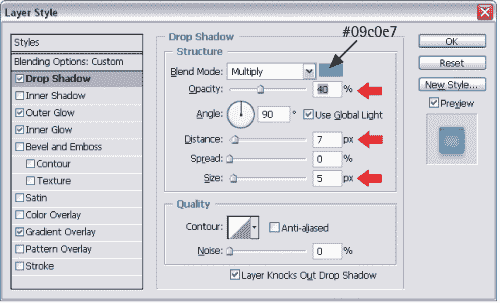 Layer Style
Styles
Blending Options: Custom
Drop Shadow
Inner Shadow
Outer Glow
Inner Glow
Bevel and Emboss
Contour
Texture
Satin
Color Overlay
Gradient Overlay
Pattern Overlay
Stroke
Drop Shadow
Structure
#09c0e7
Blend Mode: Multiply
Opacity: 40 %
Angle: 90 ° Use Global Light
Distance: 7 px
Spread: 0 %
Size: 5 px
Quality
Contour: Anti-aliased
Noise: 0 %
Layer Knocks Out Drop Shadow
OK
Reset
New Style...
Preview